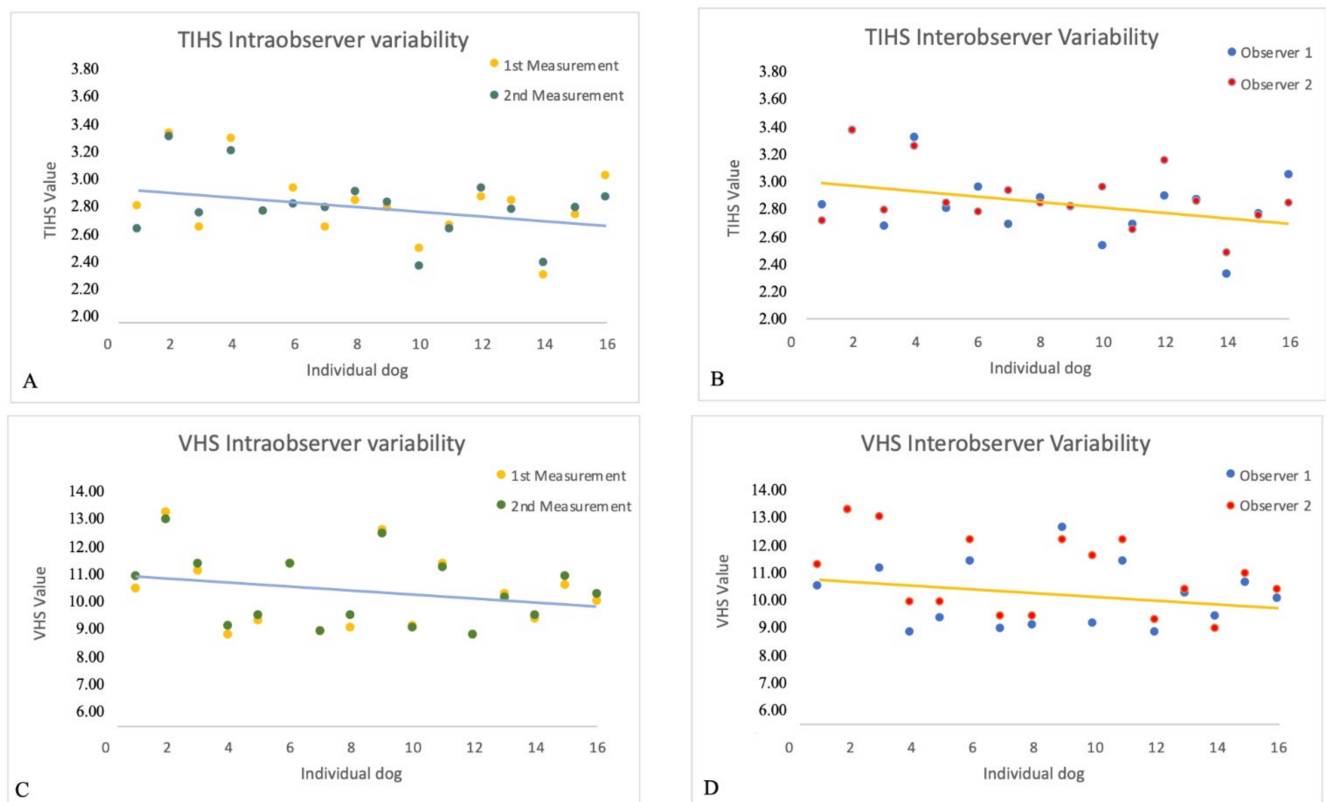 TIHS Intraobserver variability
1st Measurement
2nd Measurement
3.80
3.60
3.40
3.20
3.00
2.80
2.60
2.40
2.20
2.00
TIHS Value
0 2 4 6 8 10 12 14 16
Individual dog
A
TIHS Interobserver Variability
Observer 1
Observer 2
3.80
3.60
3.40
3.20
3.00
2.80
2.60
2.40
2.20
2.00
TIHS Value
0 2 4 6 8 10 12 14 16
Individual dog
B
VHS Intraobserver variability
1st Measurement
2nd Measurement
14.00
13.00
12.00
11.00
10.00
9.00
8.00
7.00
6.00
VHS Value
0 2 4 6 8 10 12 14 16
Individual dog
C
VHS Interobserver Variability
Observer 1
Observer 2
14.00
13.00
12.00
11.00
10.00
9.00
8.00
7.00
6.00
VHS Value
0 2 4 6 8 10 12 14 16
Individual dog
D